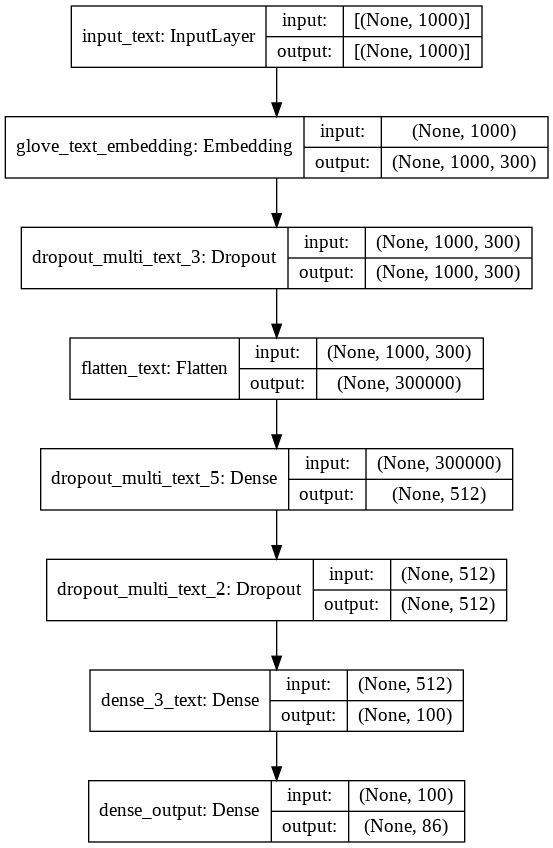 input_text: InputLayer
input: [(None, 1000)]
output: [(None, 1000)]
glove_text_embedding: Embedding
input: (None, 1000)
output: (None, 1000, 300)
dropout_multi_text_3: Dropout
input: (None, 1000, 300)
output: (None, 1000, 300)
flatten_text: Flatten
input: (None, 1000, 300)
output: (None, 300000)
dropout_multi_text_5: Dense
input: (None, 300000)
output: (None, 512)
dropout_multi_text_2: Dropout
input: (None, 512)
output: (None, 512)
dense_3_text: Dense
input: (None, 512)
output: (None, 100)
dense_output: Dense
input: (None, 100)
output: (None, 86)